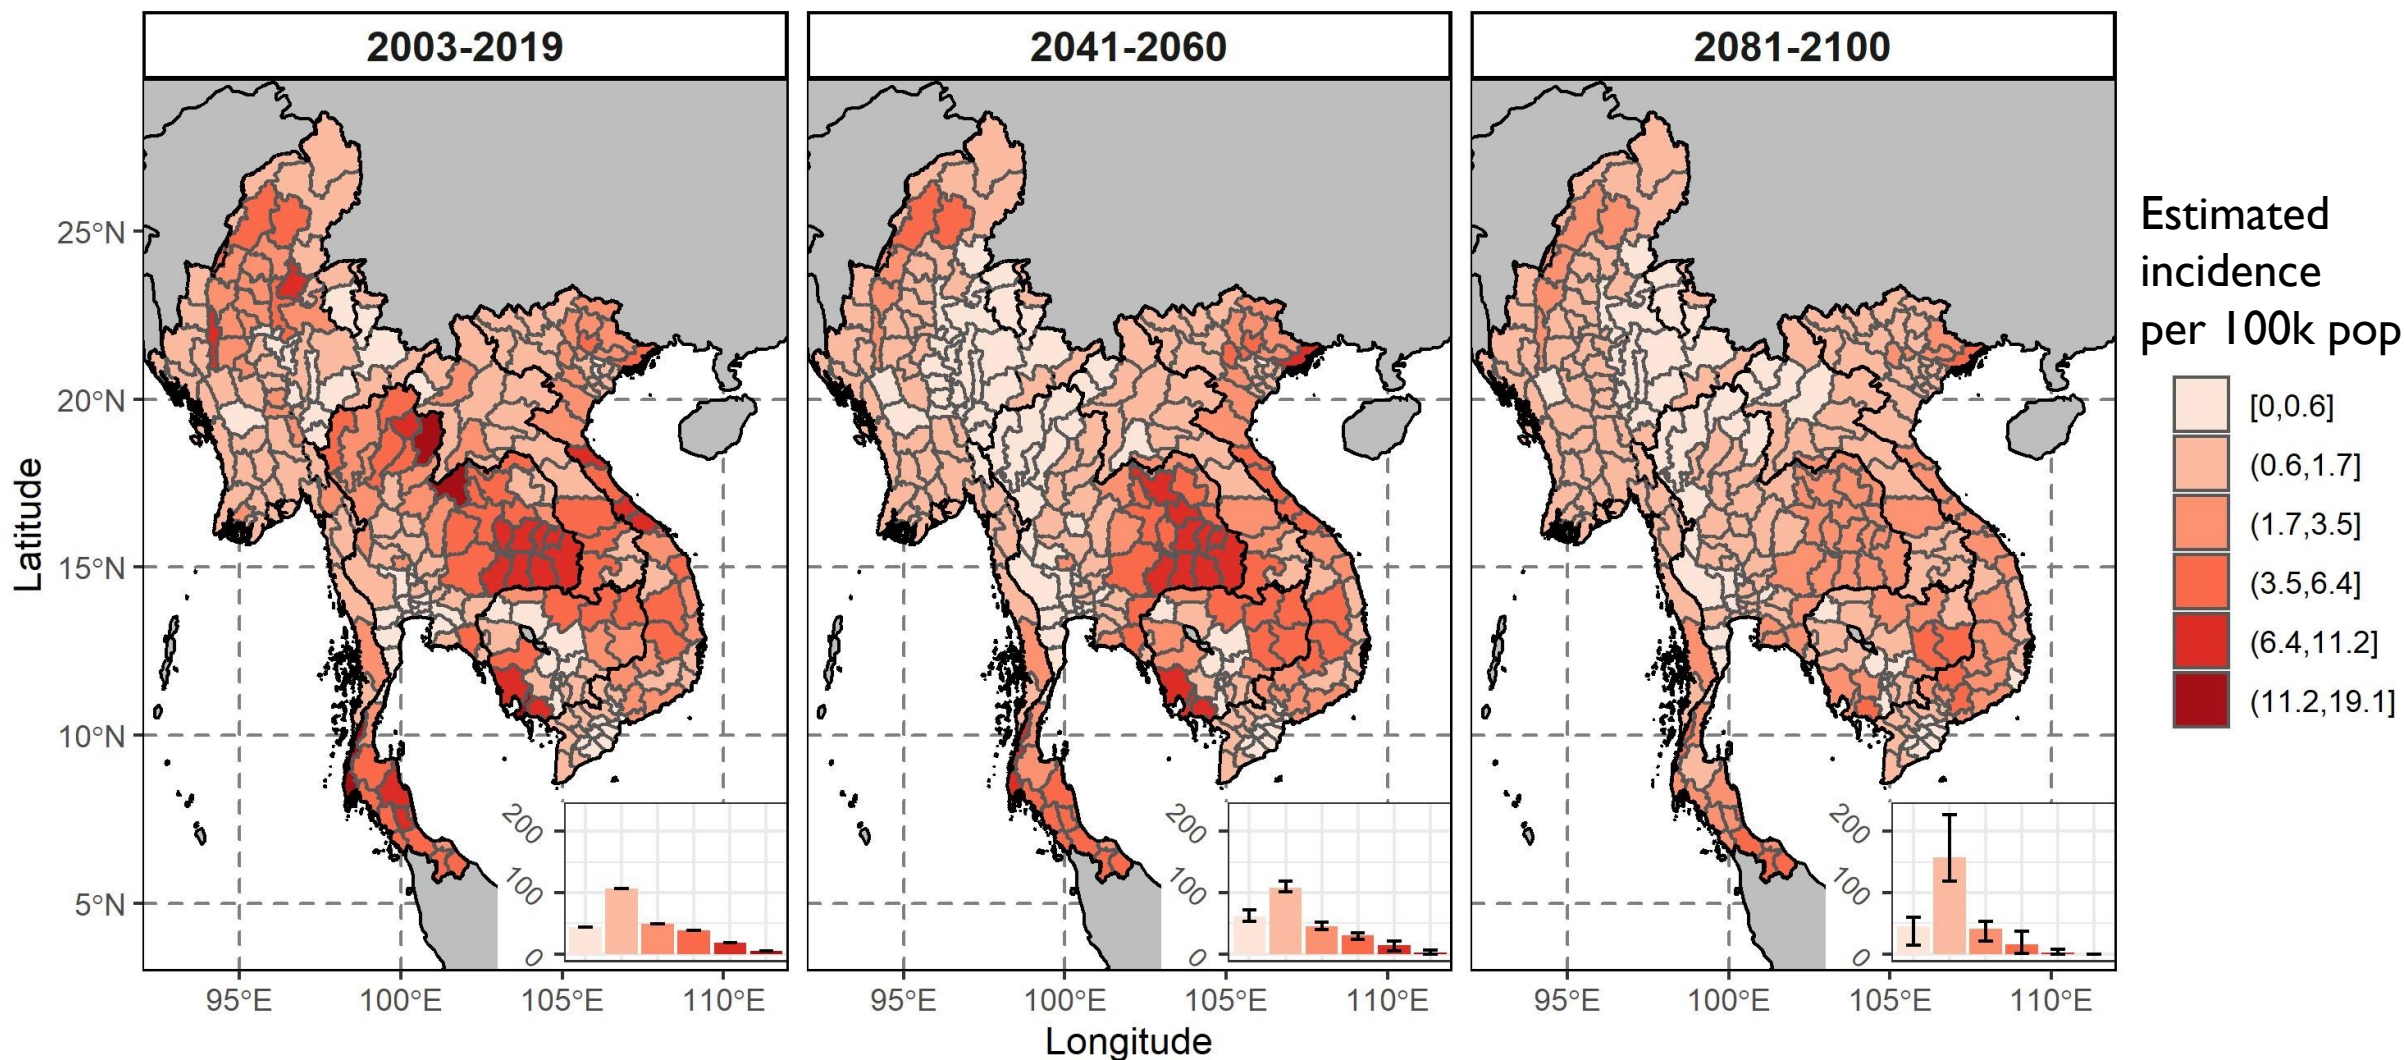 2003-2019
2041-2060
2081-2100
Estimated
incidence
per 100k pop
[0,0.6]
(0.6,1.7]
(1.7,3.5]
(3.5,6.4]
(6.4,11.2]
(11.2,19.1]
Latitude
25°N
20°N
15°N
10°N
5°N
200
100
0
200
100
0
200
100
0
95°E 100°E 105°E 110°E
95°E 100°E 105°E 110°E
95°E 100°E 105°E 110°E
Longitude